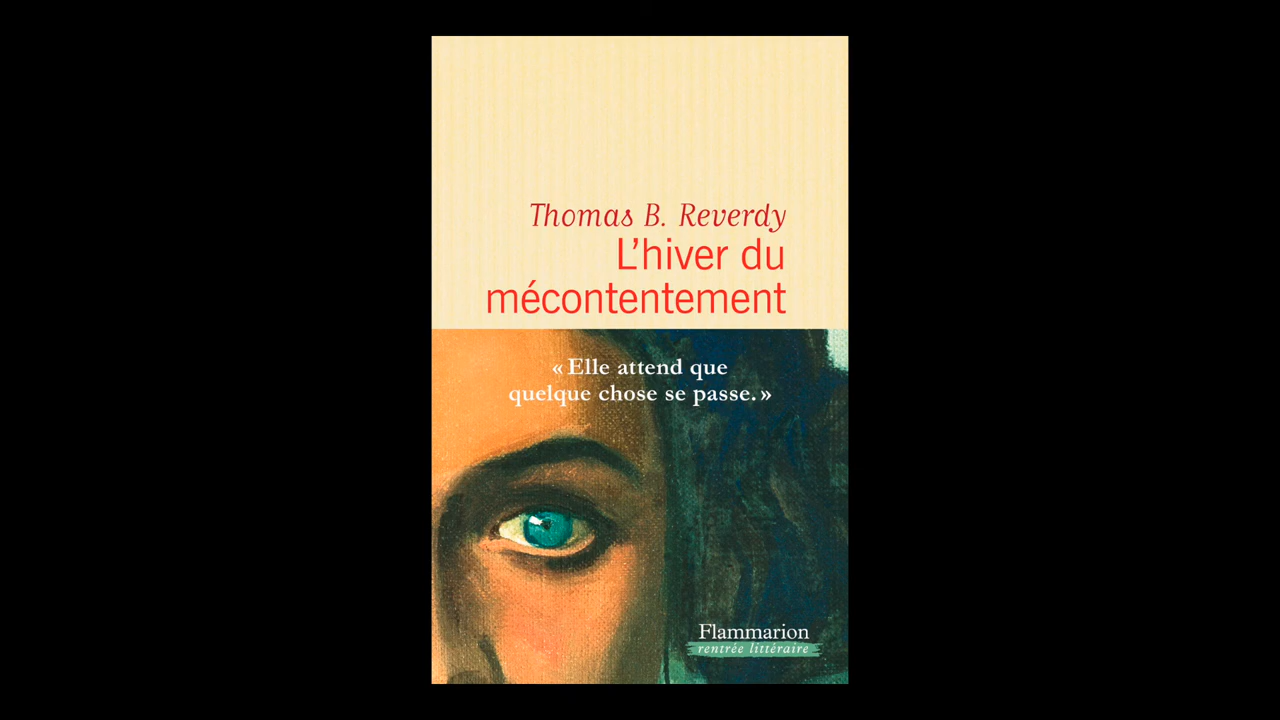 Thomas B. Reverdy
L’hiver du
mécontentement
« Elle attend que
quelque chose se passe. »
Flammarion
rentrée littéraire